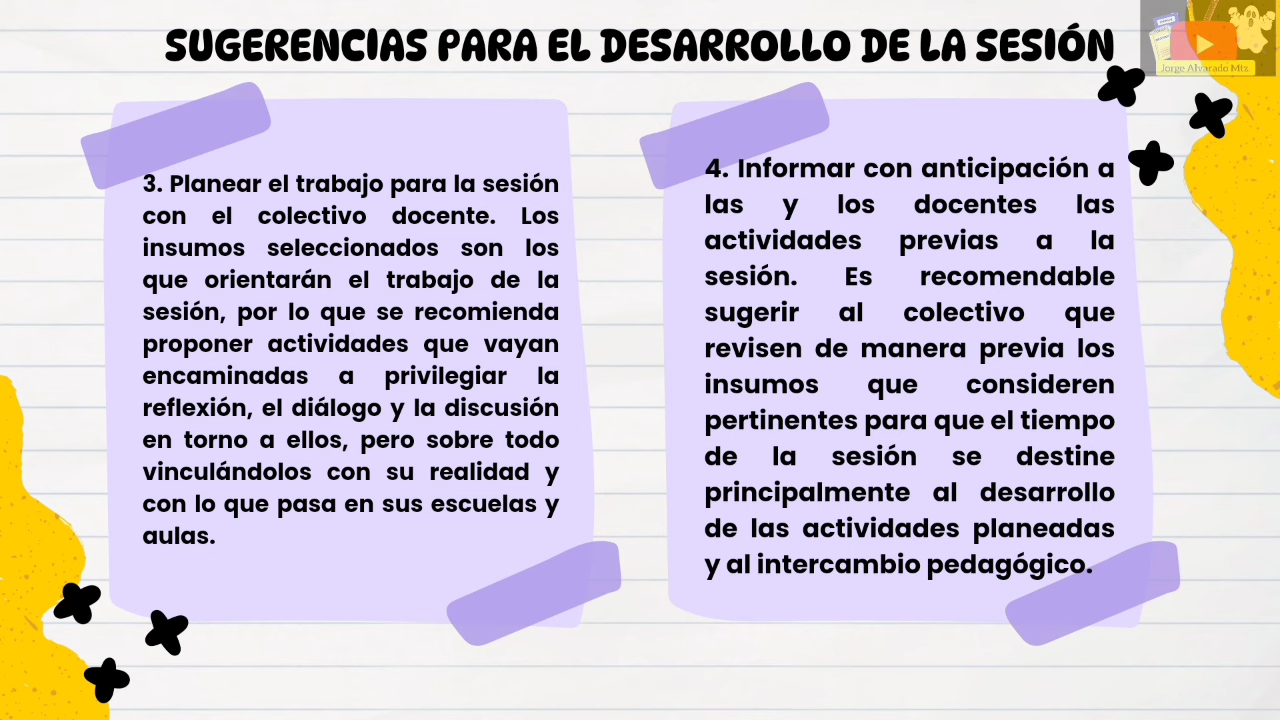 SUGERENCIAS PARA EL DESARROLLO DE LA SESIÓN
Jorge Alvarado Mtz.
3. Planear el trabajo para la sesión
con el colectivo docente. Los
insumos seleccionados son los
que orientarán el trabajo de la
sesión, por lo que se recomienda
proponer actividades que vayan
encaminadas a privilegiar la
reflexión, el diálogo y la discusión
en torno a ellos, pero sobre todo
vinculándolos con su realidad y
con lo que pasa en sus escuelas y
aulas.
4. Informar con anticipación a
las y los docentes las
actividades previas a la
sesión. Es recomendable
sugerir al colectivo que
revisen de manera previa los
insumos que consideren
pertinentes para que el tiempo
de la sesión se destine
principalmente al desarrollo
de las actividades planeadas
y al intercambio pedagógico.